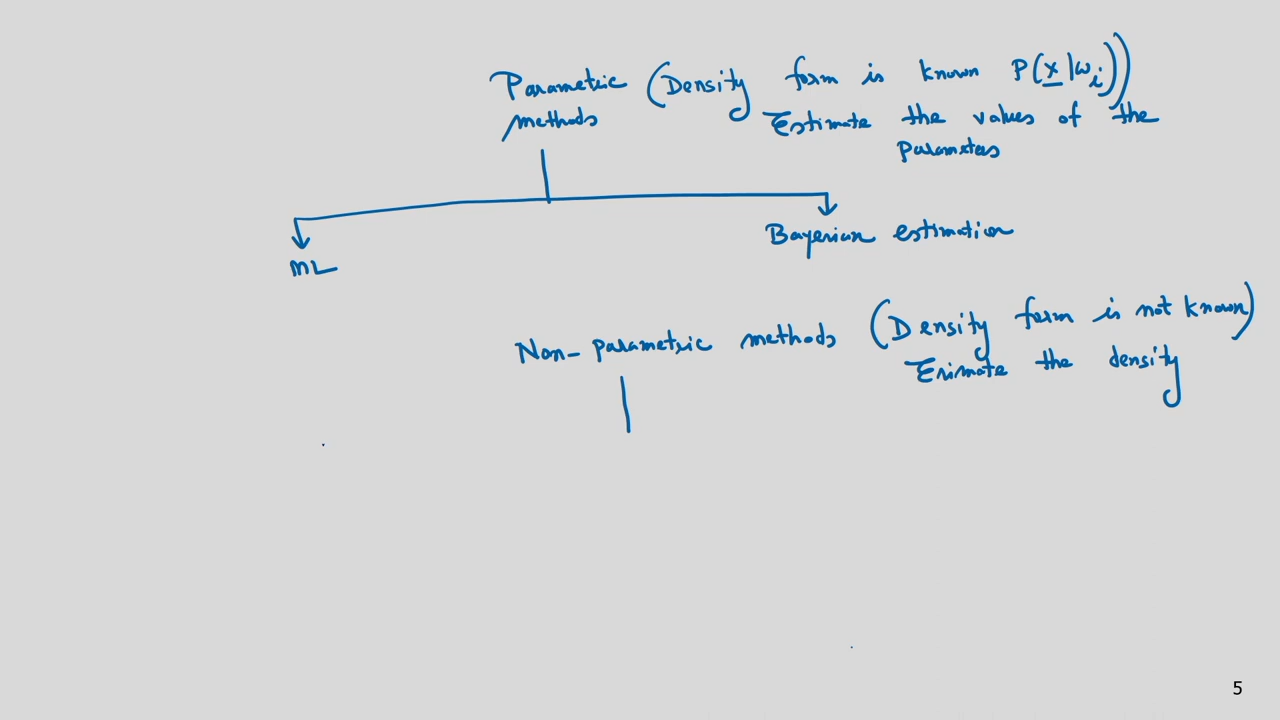 Parametric (Density form is known P(x|ωi))
methods Estimate the values of the
parameters
ML
Bayesian estimation
Non-parametric methods (Density form is not known)
Estimate the density
5